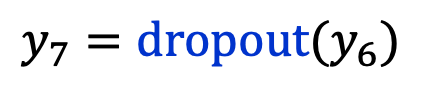 y₇ = dropout(y₆)